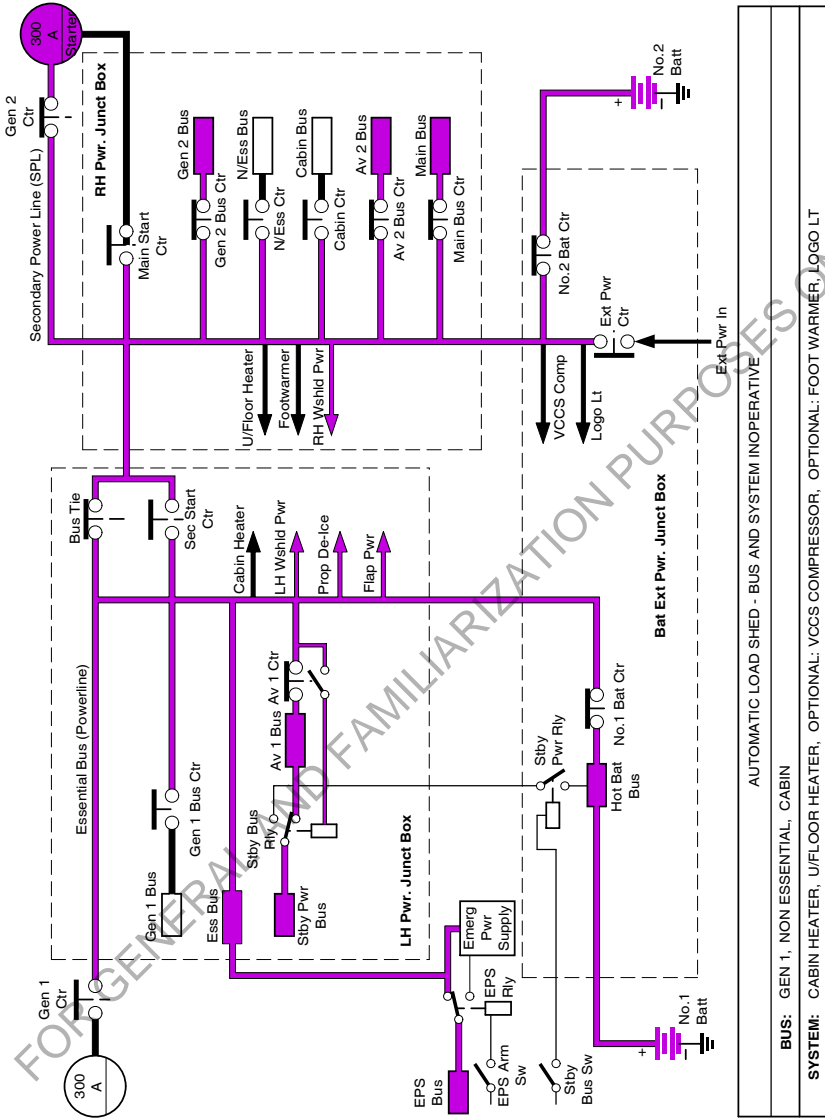 300
A
Gen 1
Ctr
Essential Bus (Powerline)
Gen 1 Bus
Gen 1 Bus Ctr
Bus Tie
Sec Start
Ctr
Ess Bus
Stby Bus
Rly
Stby Pwr
Bus
Av 1 Bus
Av 1 Ctr
Cabin Heater
LH Wshld Pwr
Prop De-Ice
Flap Pwr
LH Pwr. Junct Box
EPS
Bus
EPS Arm
Sw
EPS
Rly
Emerg
Pwr
Supply
Stby
Bus Sw
Stby
Pwr Rly
Hot Bat
Bus
No.1 Bat Ctr
+
–
No.1
Batt
Bat Ext Pwr. Junct Box
300
A
Starter
Gen 2
Ctr
Secondary Power Line (SPL)
Main Start
Ctr
RH Pwr. Junct Box
Gen 2 Bus
Gen 2 Bus Ctr
N/Ess Bus
N/Ess Ctr
Cabin Bus
Cabin Ctr
Av 2 Bus
Av 2 Bus Ctr
Main Bus
Main Bus Ctr
U/Floor Heater
Footwarmer
RH Wshld Pwr
VCCS Comp
Logo Lt
No.2 Bat Ctr
Ext Pwr
Ctr
Ext Pwr In
+
–
No.2
Batt
AUTOMATIC LOAD SHED - BUS AND SYSTEM INOPERATIVE
BUS: GEN 1, NON ESSENTIAL, CABIN
SYSTEM: CABIN HEATER, U/FLOOR HEATER, OPTIONAL: VCCS COMPRESSOR, OPTIONAL: FOOT WARMER, LOGO LT
FOR GENERAL AND FAMILIARIZATION PURPOSES